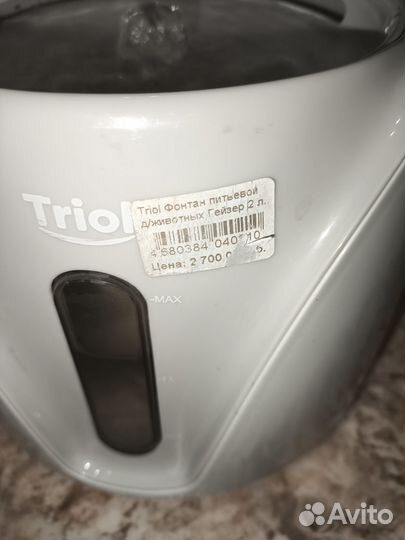 Triol Фонтан питьевой
д/животных Гейзер 2 л.
Цена: 2 700
Triol
-MAX
Avito